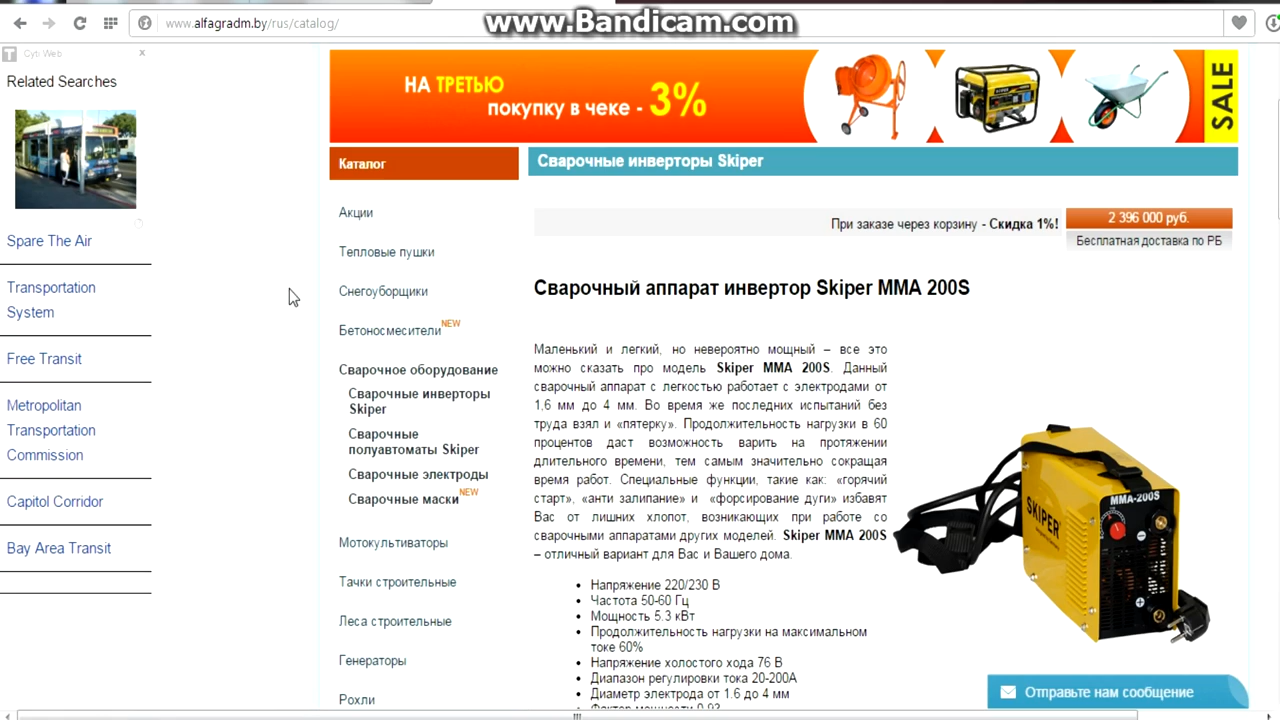 www.Bandicam.com
www.alfagradm.by/rus/catalog/
Cyti Web
x
Related Searches
Spare The Air
Transportation
System
Free Transit
Metropolitan
Transportation
Commission
Capitol Corridor
Bay Area Transit
НА ТРЕТЬЮ
покупку в чеке - 3%
SALE
Каталог
Акции
Тепловые пушки
Снегоуборщики
Бетоносмесители NEW
Сварочное оборудование
Сварочные инверторы
Skiper
Сварочные
полуавтоматы Skiper
Сварочные электроды
Сварочные маски NEW
Мотокультиваторы
Тачки строительные
Леса строительные
Генераторы
Рохли
Сварочные инверторы Skiper
При заказе через корзину - Скидка 1%!
2 396 000 руб.
Бесплатная доставка по РБ
Сварочный аппарат инвертор Skiper MMA 200S
Маленький и легкий, но невероятно мощный – все это
можно сказать про модель Skiper MMA 200S. Данный
сварочный аппарат с легкостью работает с электродами от
1,6 мм до 4 мм. Во время же последних испытаний без
труда взял и «пятерку». Продолжительность нагрузки в 60
процентов даст возможность варить на протяжении
длительного времени, тем самым значительно сокращая
время работ. Специальные функции, такие как: «горячий
старт», «анти залипание» и «форсирование дуги» избавят
Вас от лишних хлопот, возникающих при работе со
сварочными аппаратами других моделей. Skiper MMA 200S
– отличный вариант для Вас и Вашего дома.
Напряжение 220/230 В
Частота 50-60 Гц
Мощность 5.3 кВт
Продолжительность нагрузки на максимальном
токе 60%
Напряжение холостого хода 76 В
Диапазон регулировки тока 20-200А
Диаметр электрода от 1.6 до 4 мм
Фактор мощности 0.93
MMA-200S
SKIPER
Отправьте нам сообщение